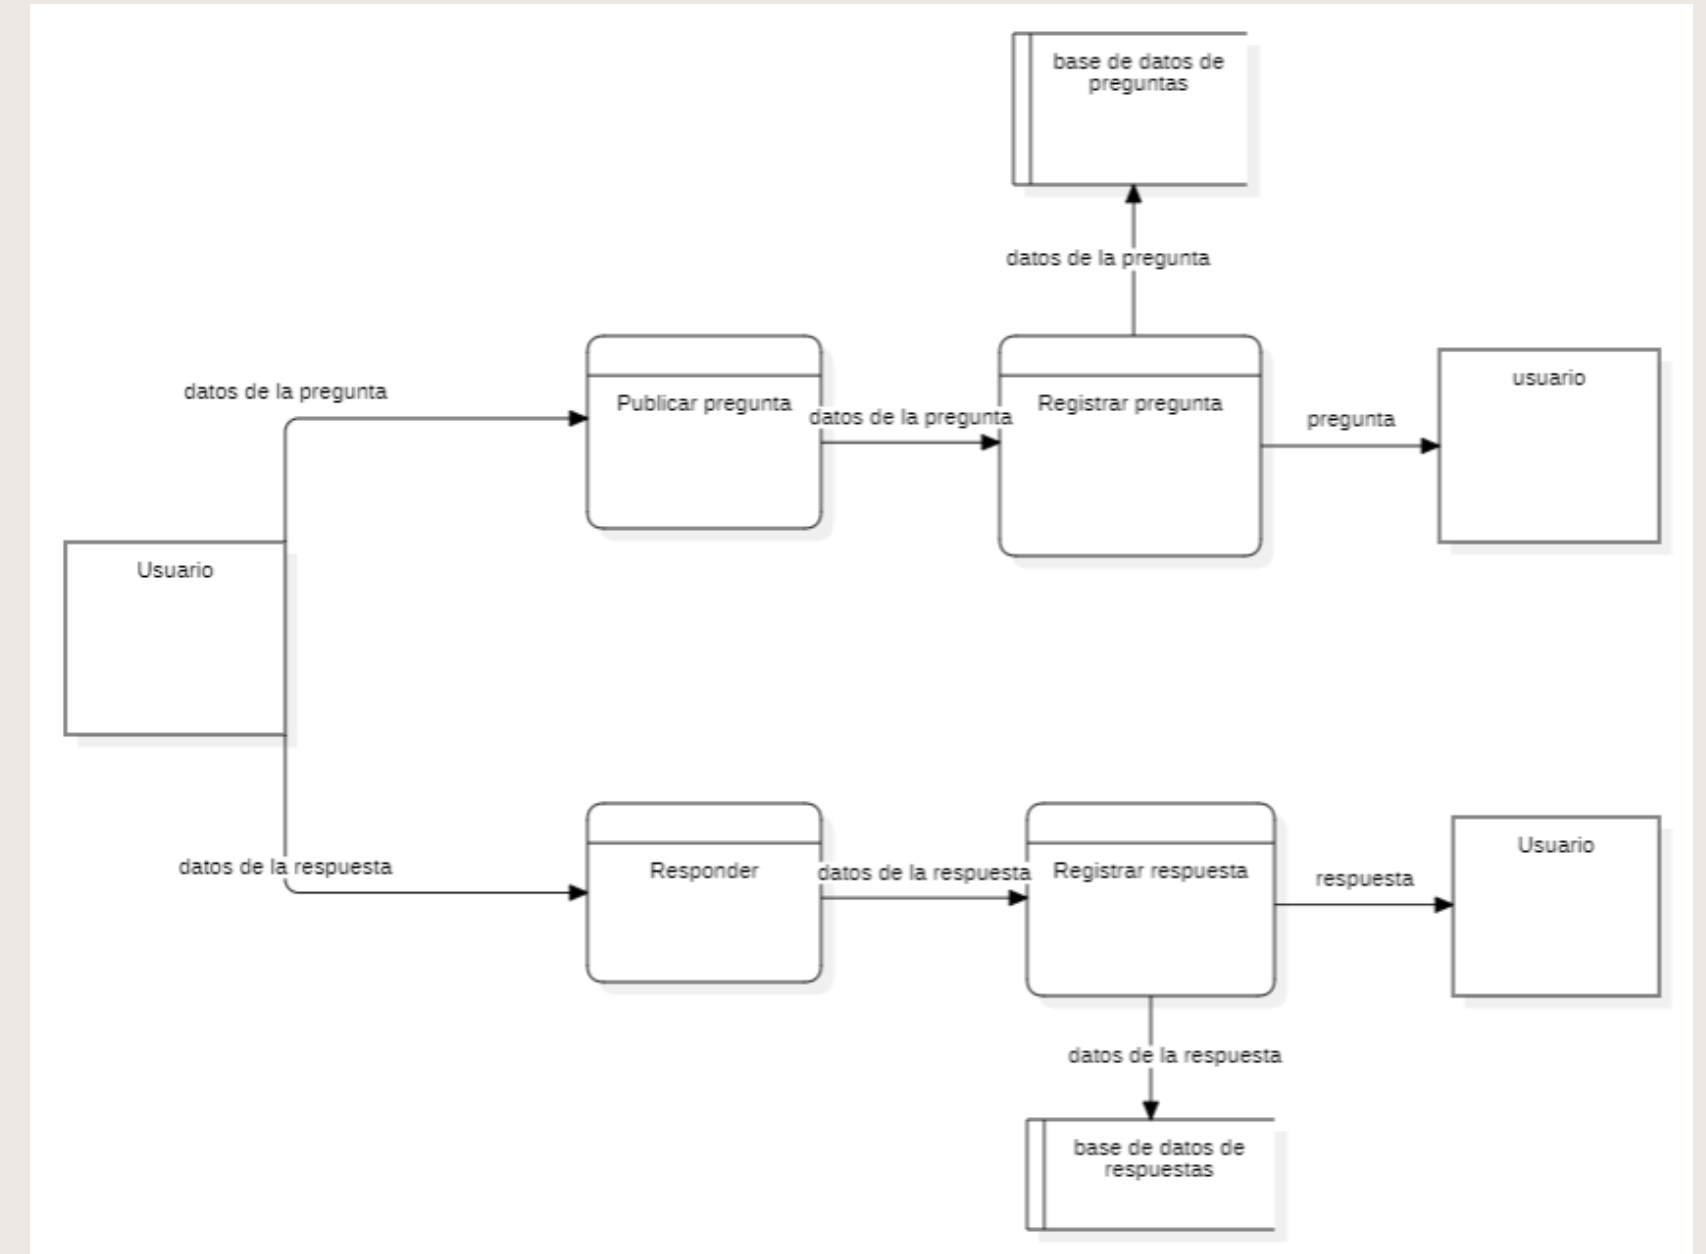 base de datos de
preguntas
datos de la pregunta
datos de la pregunta
Publicar pregunta
datos de la pregunta
Registrar pregunta
pregunta
usuario
Usuario
datos de la respuesta
Responder
datos de la respuesta
Registrar respuesta
respuesta
Usuario
datos de la respuesta
base de datos de
respuestas